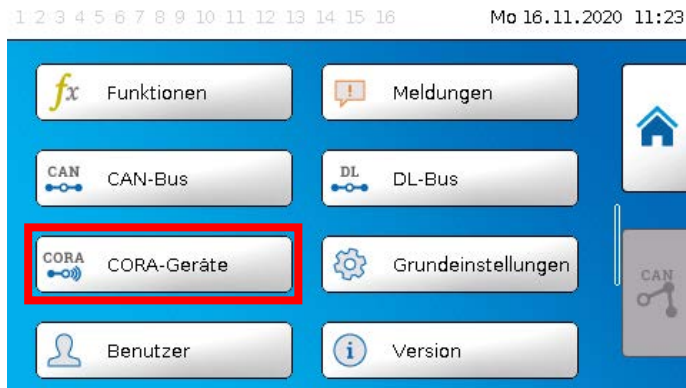 1 2 3 4 5 6 7 8 9 10 11 12 13 14 15 16 Mo 16.11.2020 11:23
fx Funktionen
Meldungen
CAN CAN-Bus
DL DL-Bus
CORA CORA-Geräte
Grundeinstellungen
CAN
Benutzer
i Version